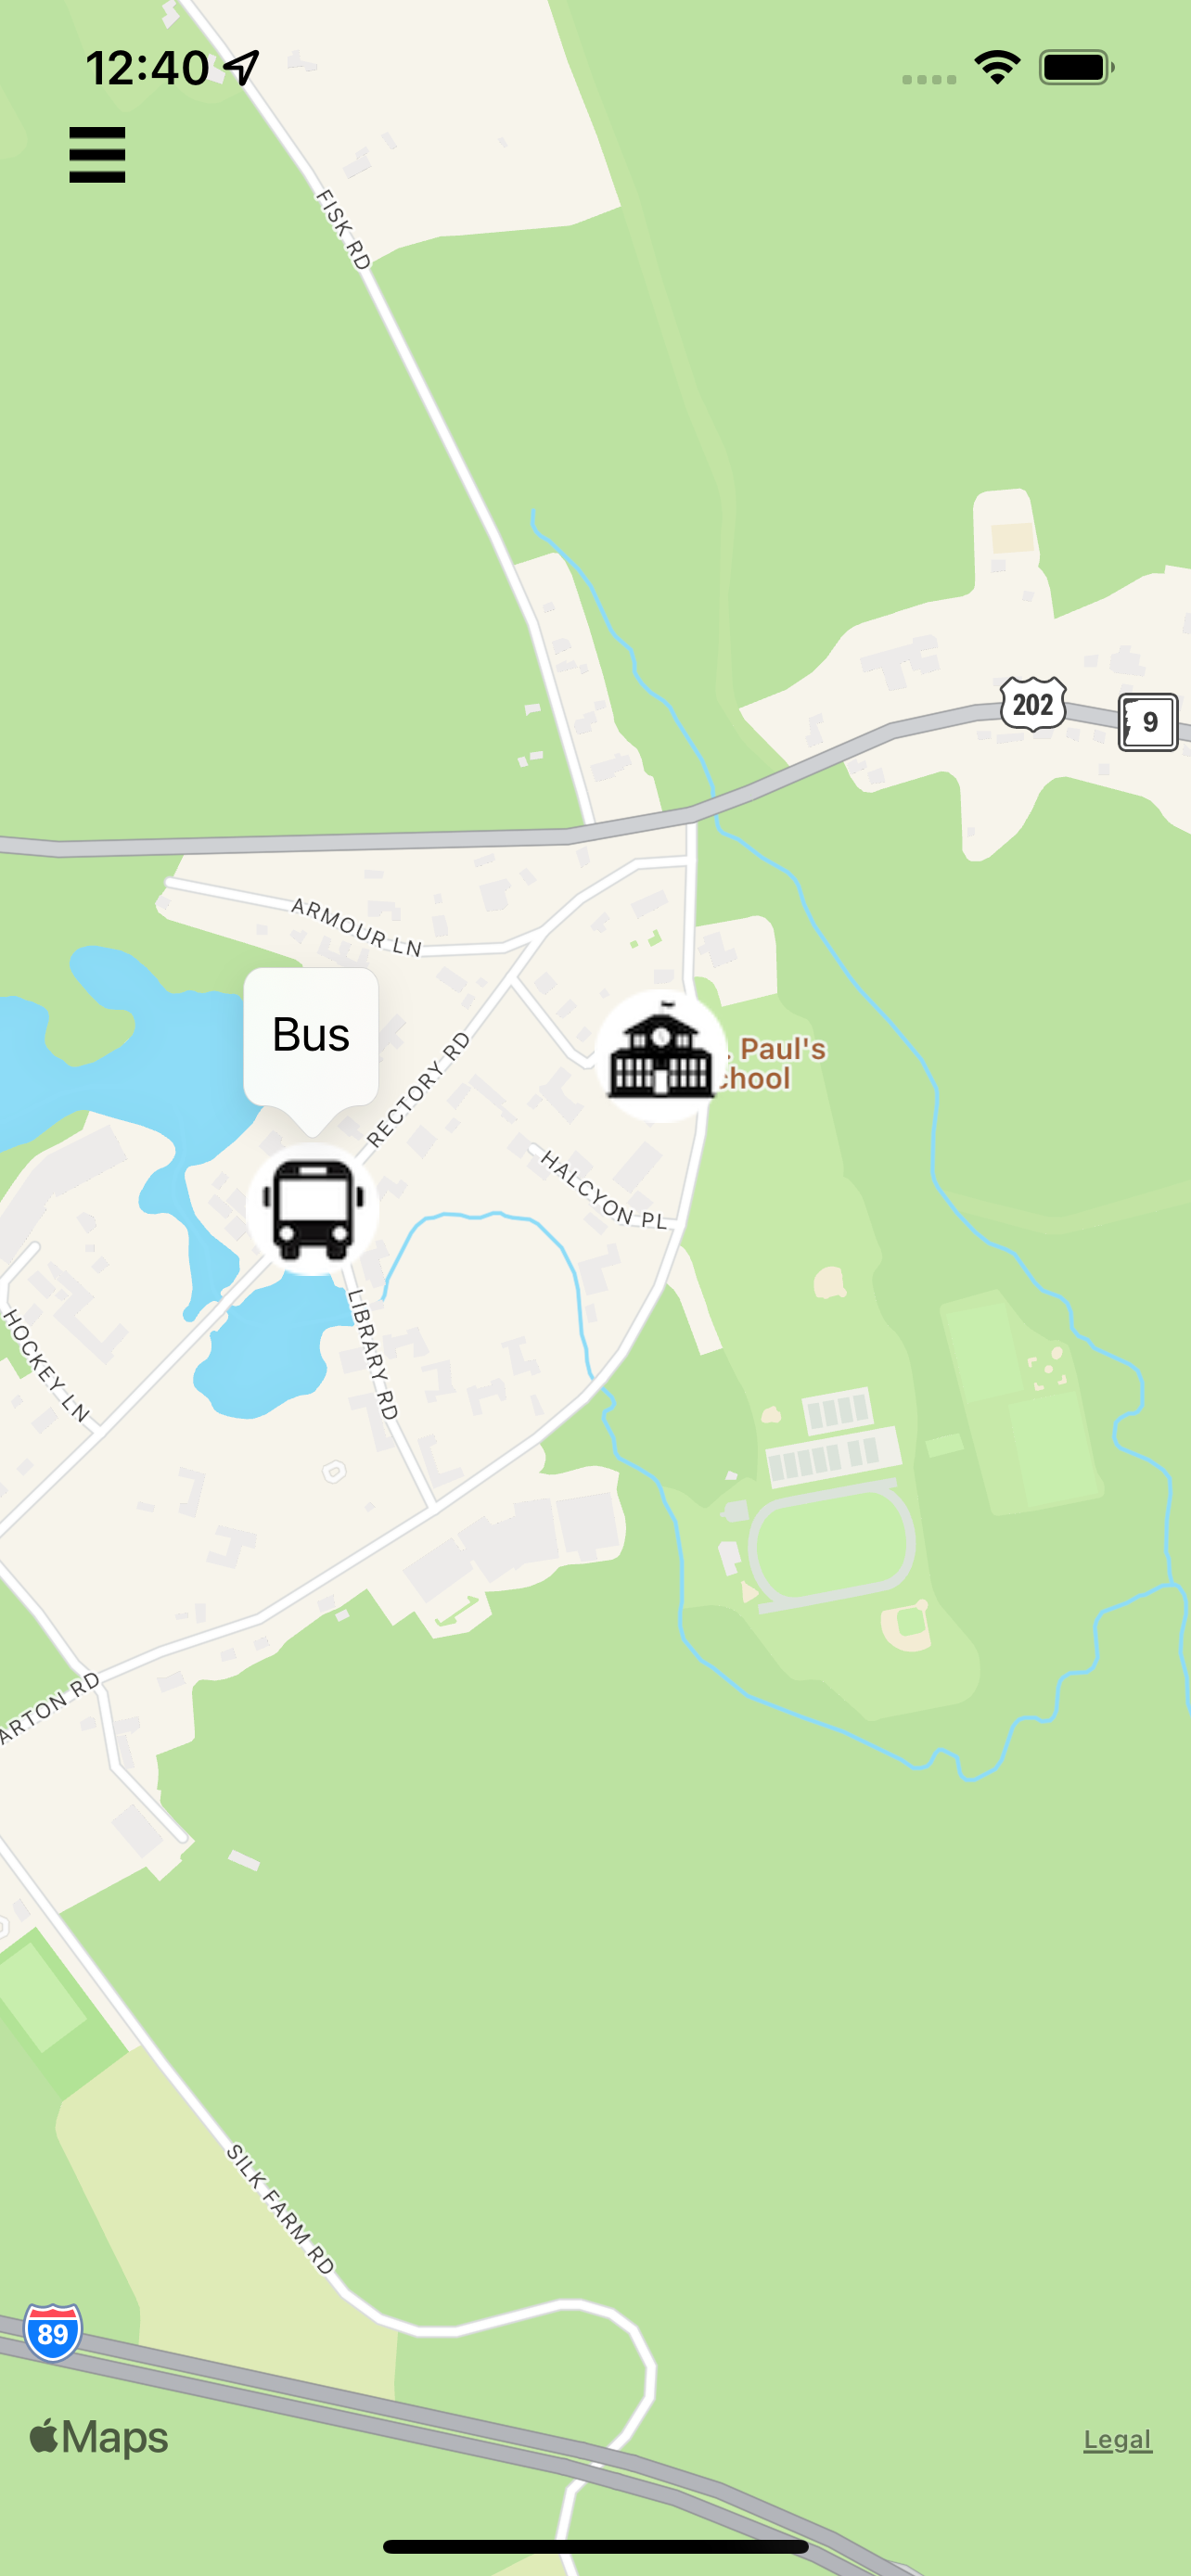 12:40
FISK RD
202
9
ARMOUR LN
Bus
RECTORY RD
. Paul's
chool
HALCYON PL
LIBRARY RD
HOCKEY LN
ARTON RD
SILK FARM RD
89
Maps
Legal